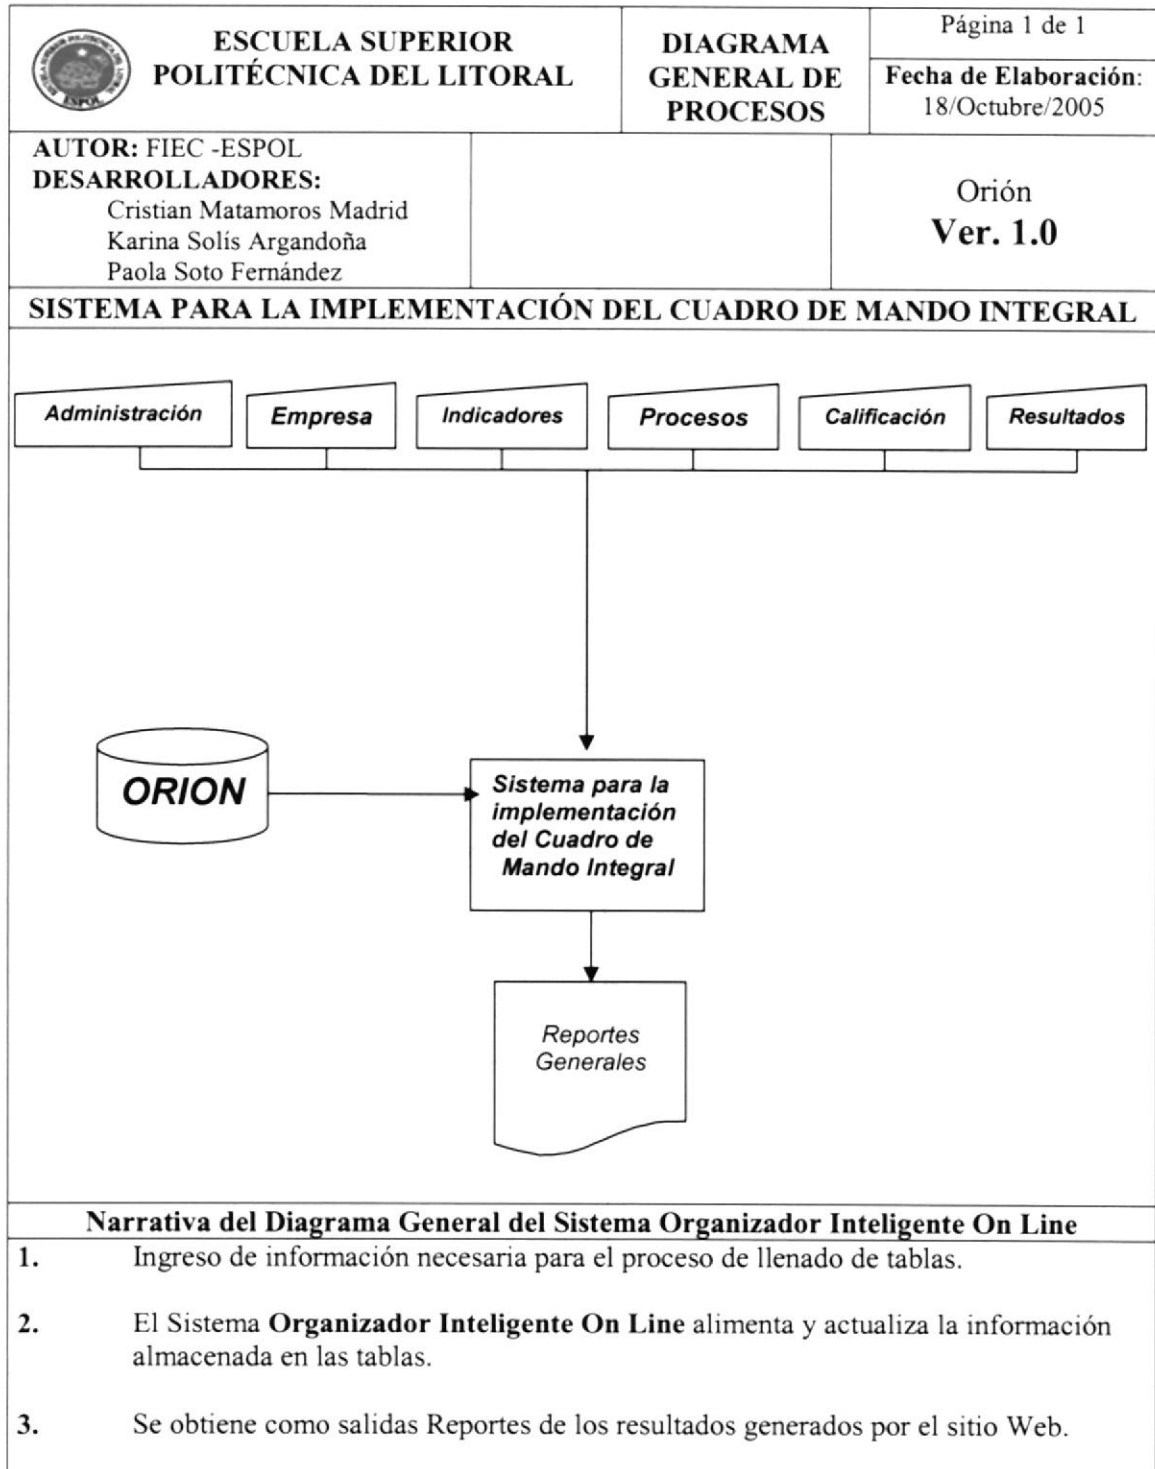 ESCUELA SUPERIOR
POLITÉCNICA DEL LITORAL
ESPOL
DIAGRAMA
GENERAL DE
PROCESOS
Página 1 de 1
Fecha de Elaboración:
18/Octubre/2005
AUTOR: FIEC -ESPOL
DESARROLLADORES:
Cristian Matamoros Madrid
Karina Solís Argandoña
Paola Soto Fernández
Orión
Ver. 1.0
SISTEMA PARA LA IMPLEMENTACIÓN DEL CUADRO DE MANDO INTEGRAL
Administración
Empresa
Indicadores
Procesos
Calificación
Resultados
ORION
Sistema para la
implementación
del Cuadro de
Mando Integral
Reportes
Generales
Narrativa del Diagrama General del Sistema Organizador Inteligente On Line
1. Ingreso de información necesaria para el proceso de llenado de tablas.
2. El Sistema Organizador Inteligente On Line alimenta y actualiza la información
almacenada en las tablas.
3. Se obtiene como salidas Reportes de los resultados generados por el sitio Web.